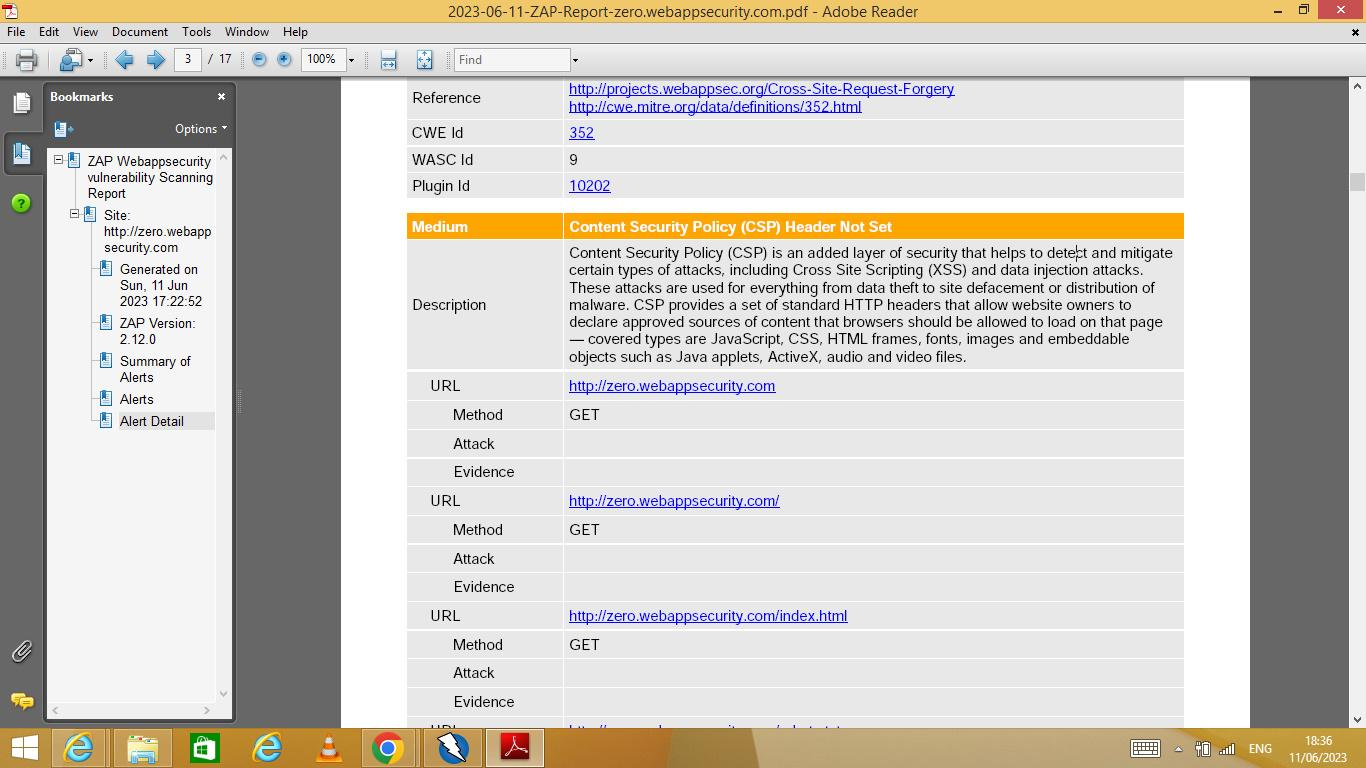 2023-06-11-ZAP-Report-zero.webappsecurity.com.pdf - Adobe Reader
File Edit View Document Tools Window Help
3 / 17 100% Find
Bookmarks
Options
ZAP Webappsecurity
vulnerability Scanning
Report
Site:
http://zero.webapp
security.com
Generated on
Sun, 11 Jun
2023 17:22:52
ZAP Version:
2.12.0
Summary of
Alerts
Alerts
Alert Detail
Reference
http://projects.webappsec.org/Cross-Site-Request-Forgery
http://cwe.mitre.org/data/definitions/352.html
CWE Id 352
WASC Id 9
Plugin Id 10202
Medium Content Security Policy (CSP) Header Not Set
Description
Content Security Policy (CSP) is an added layer of security that helps to detect and mitigate
certain types of attacks, including Cross Site Scripting (XSS) and data injection attacks.
These attacks are used for everything from data theft to site defacement or distribution of
malware. CSP provides a set of standard HTTP headers that allow website owners to
declare approved sources of content that browsers should be allowed to load on that page
— covered types are JavaScript, CSS, HTML frames, fonts, images and embeddable
objects such as Java applets, ActiveX, audio and video files.
URL http://zero.webappsecurity.com
Method GET
Attack
Evidence
URL http://zero.webappsecurity.com/
Method GET
Attack
Evidence
URL http://zero.webappsecurity.com/index.html
Method GET
Attack
Evidence
ENG
18:36
11/06/2023